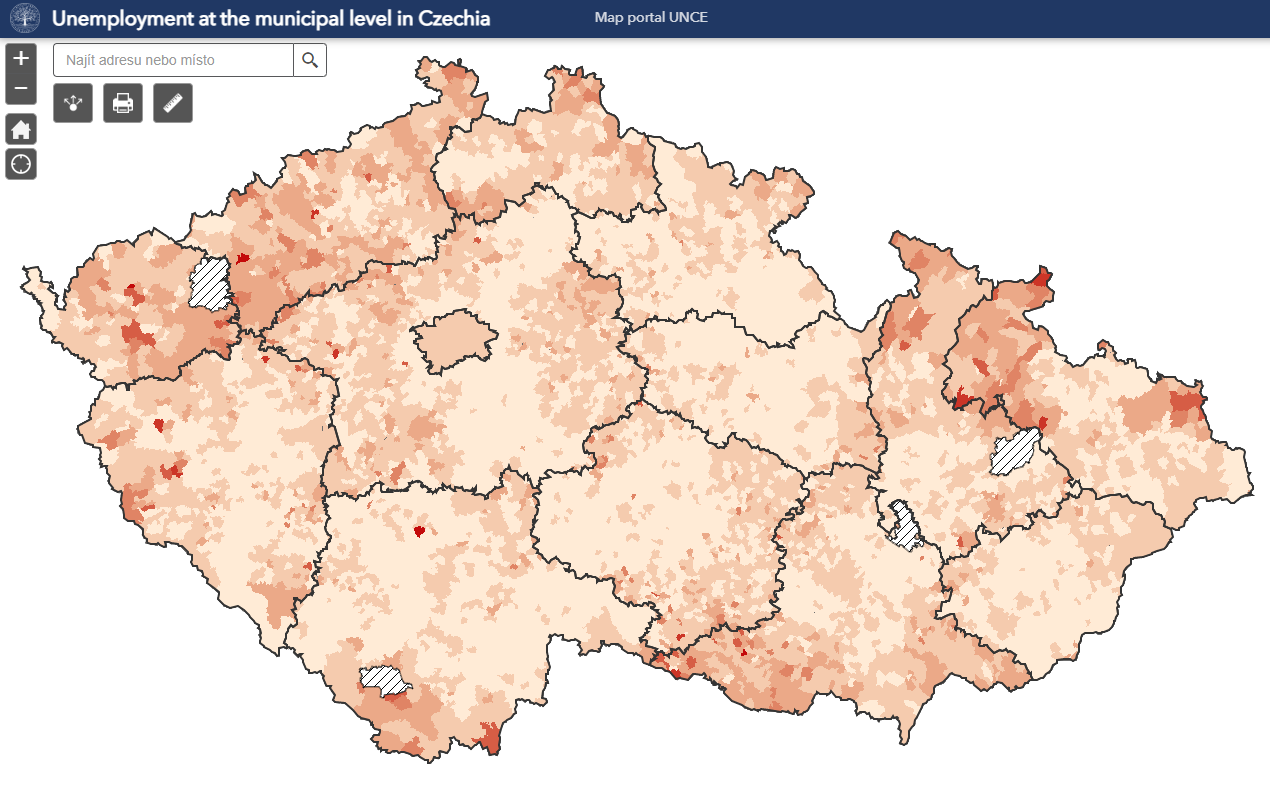 Unemployment at the municipal level in Czechia
Map portal UNCE
+
Najít adresu nebo místo
−